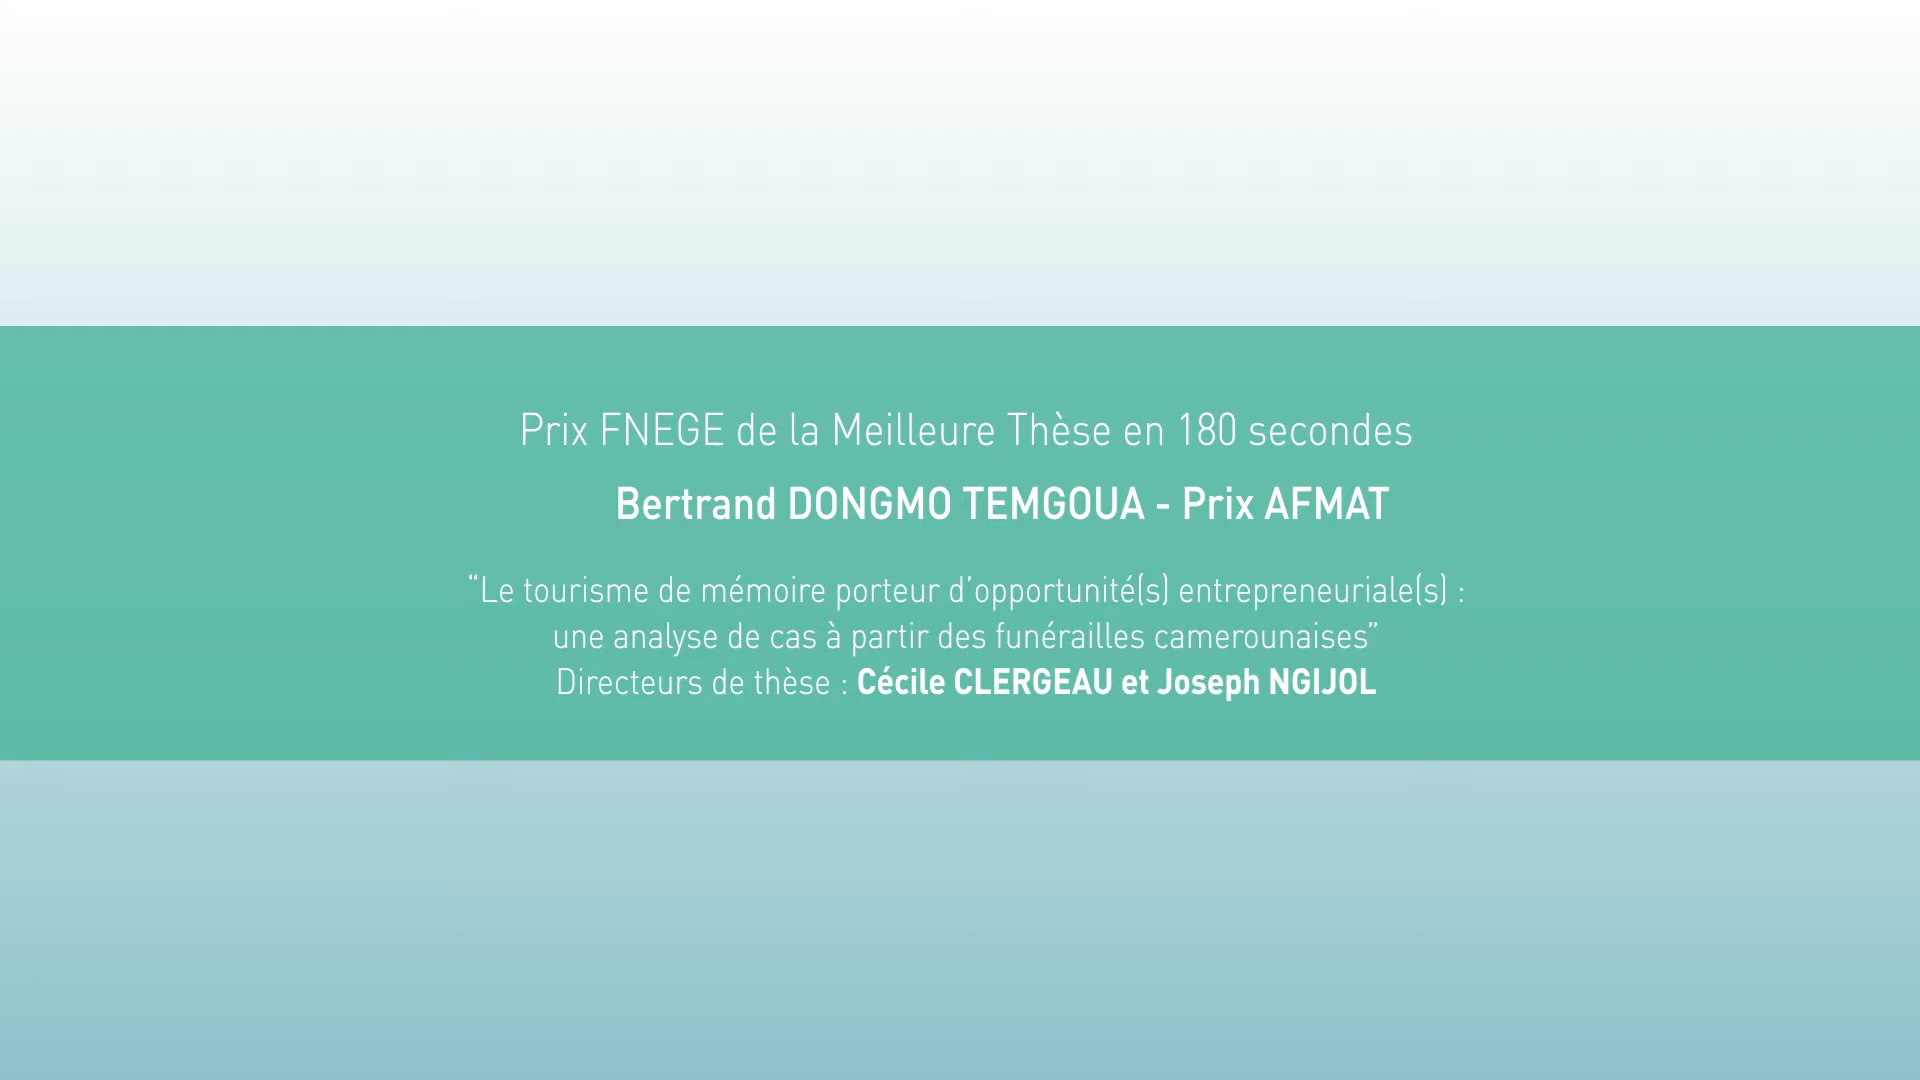 Prix FNEGE de la Meilleure Thèse en 180 secondes
Bertrand DONGMO TEMGOUA - Prix AFMAT
“Le tourisme de mémoire porteur d’opportunité(s) entrepreneuriale(s) :
une analyse de cas à partir des funérailles camerounaises”
Directeurs de thèse : Cécile CLERGEAU et Joseph NGIJOL